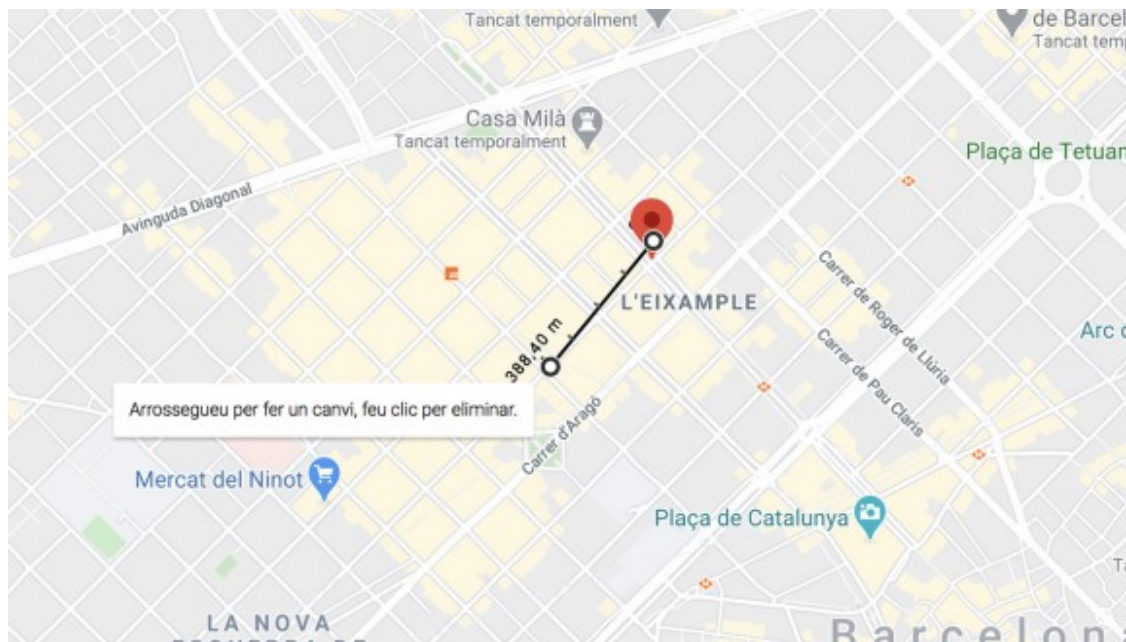 Tancat temporalment
de Barcel
Tancat temp
Casa Milà
Tancat temporalment
Plaça de Tetuan
Avinguda Diagonal
Carrer de Roger de Llúria
L'EIXAMPLE
388,40 m
Carrer de Pau Claris
Arc d
Arrossegueu per fer un canvi, feu clic per eliminar.
Carrer d'Aragó
Mercat del Ninot
Plaça de Catalunya
LA NOVA
Barcelona